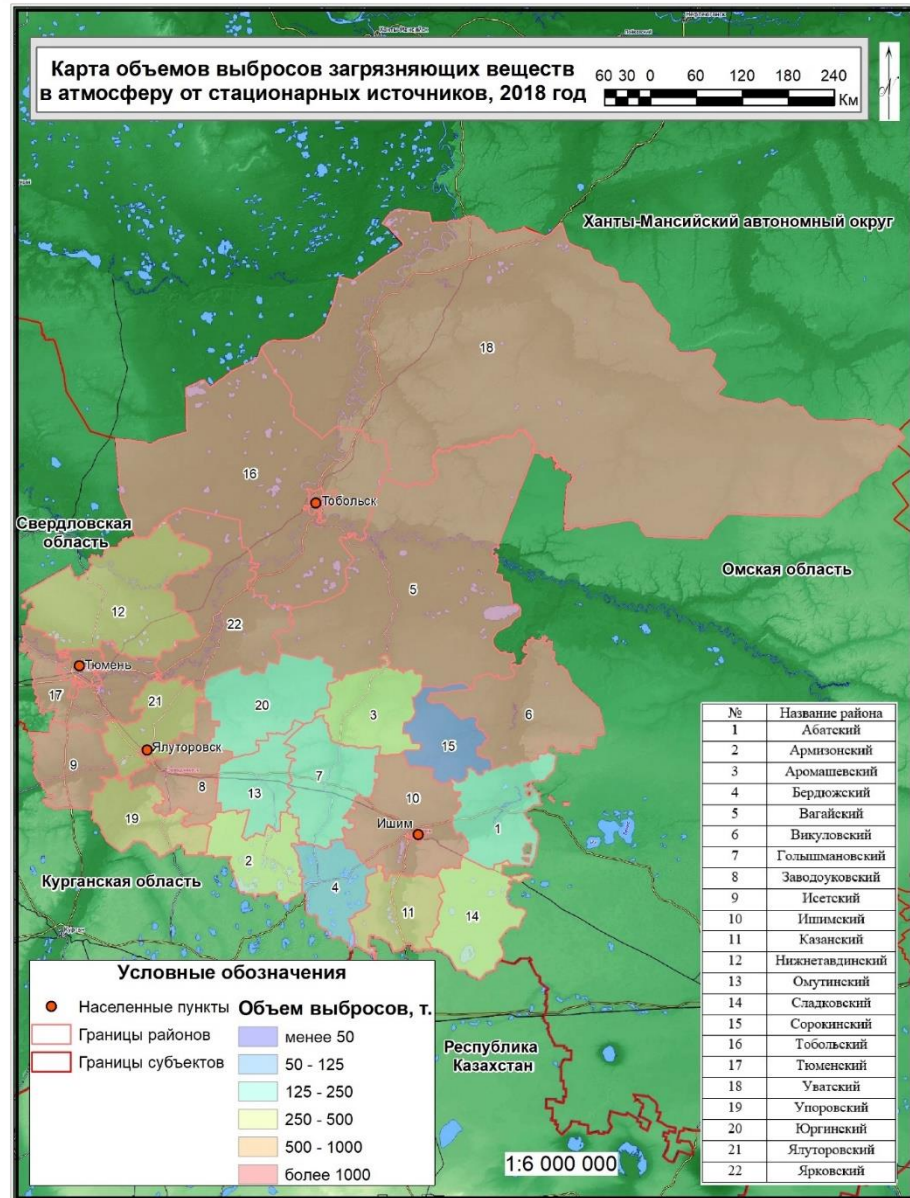 Ханты-Мансийск
Карта объемов выбросов загрязняющих веществ
в атмосферу от стационарных источников, 2018 год
60 30 0 60 120 180 240
Км
N
Ханты-Мансийский автономный округ
18
16
Тобольск
Свердловская
область
Омская область
5
12
22
Тюмень
17
21
20
3
6
15
Ялуторовск
9
7
8
13
10
19
Ишим
1
2
Курганская область
4
11
14
Курган
Республика
Казахстан
1:6 000 000
Условные обозначения
Населенные пункты
Границы районов
Границы субъектов
Объем выбросов, т.
менее 50
50 - 125
125 - 250
250 - 500
500 - 1000
более 1000
№ Название района
1 Абатский
2 Армизонский
3 Аромашевский
4 Бердюжский
5 Вагайский
6 Викуловский
7 Голышмановский
8 Заводоуковский
9 Исетский
10 Ишимский
11 Казанский
12 Нижнетавдинский
13 Омутинский
14 Сладковский
15 Сорокинский
16 Тобольский
17 Тюменский
18 Уватский
19 Упоровский
20 Юргинский
21 Ялуторовский
22 Ярковский